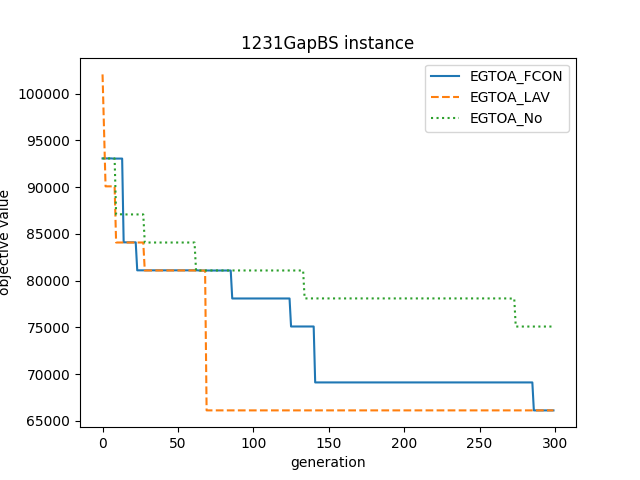 1231GapBS instance
EGTOA_FCON
EGTOA_LAV
EGTOA_No
100000
95000
90000
85000
80000
75000
70000
65000
objective value
0 50 100 150 200 250 300
generation